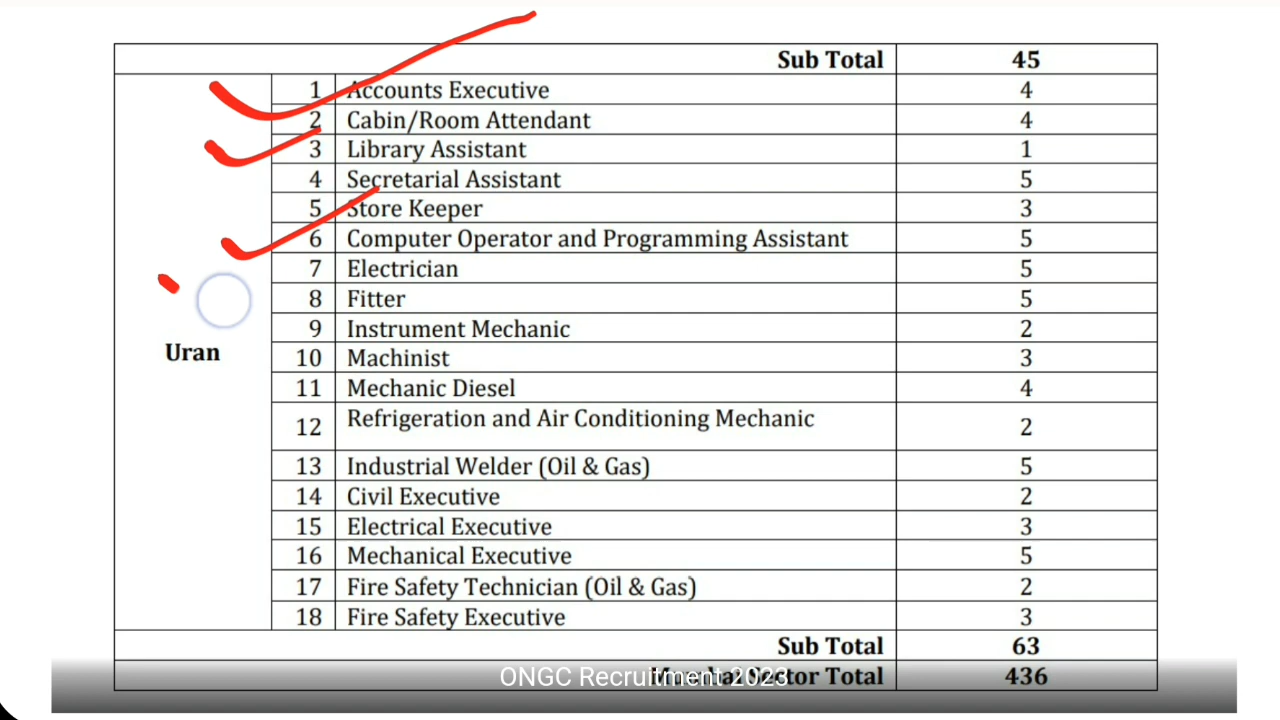 Sub Total 45
1 Accounts Executive 4
2 Cabin/Room Attendant 4
3 Library Assistant 1
4 Secretarial Assistant 5
5 Store Keeper 3
6 Computer Operator and Programming Assistant 5
7 Electrician 5
8 Fitter 5
9 Instrument Mechanic 2
Uran
10 Machinist 3
11 Mechanic Diesel 4
12 Refrigeration and Air Conditioning Mechanic 2
13 Industrial Welder (Oil & Gas) 5
14 Civil Executive 2
15 Electrical Executive 3
16 Mechanical Executive 5
17 Fire Safety Technician (Oil & Gas) 2
18 Fire Safety Executive 3
Sub Total 63
Mumbai Sector Total 436
ONGC Recruitment 2023